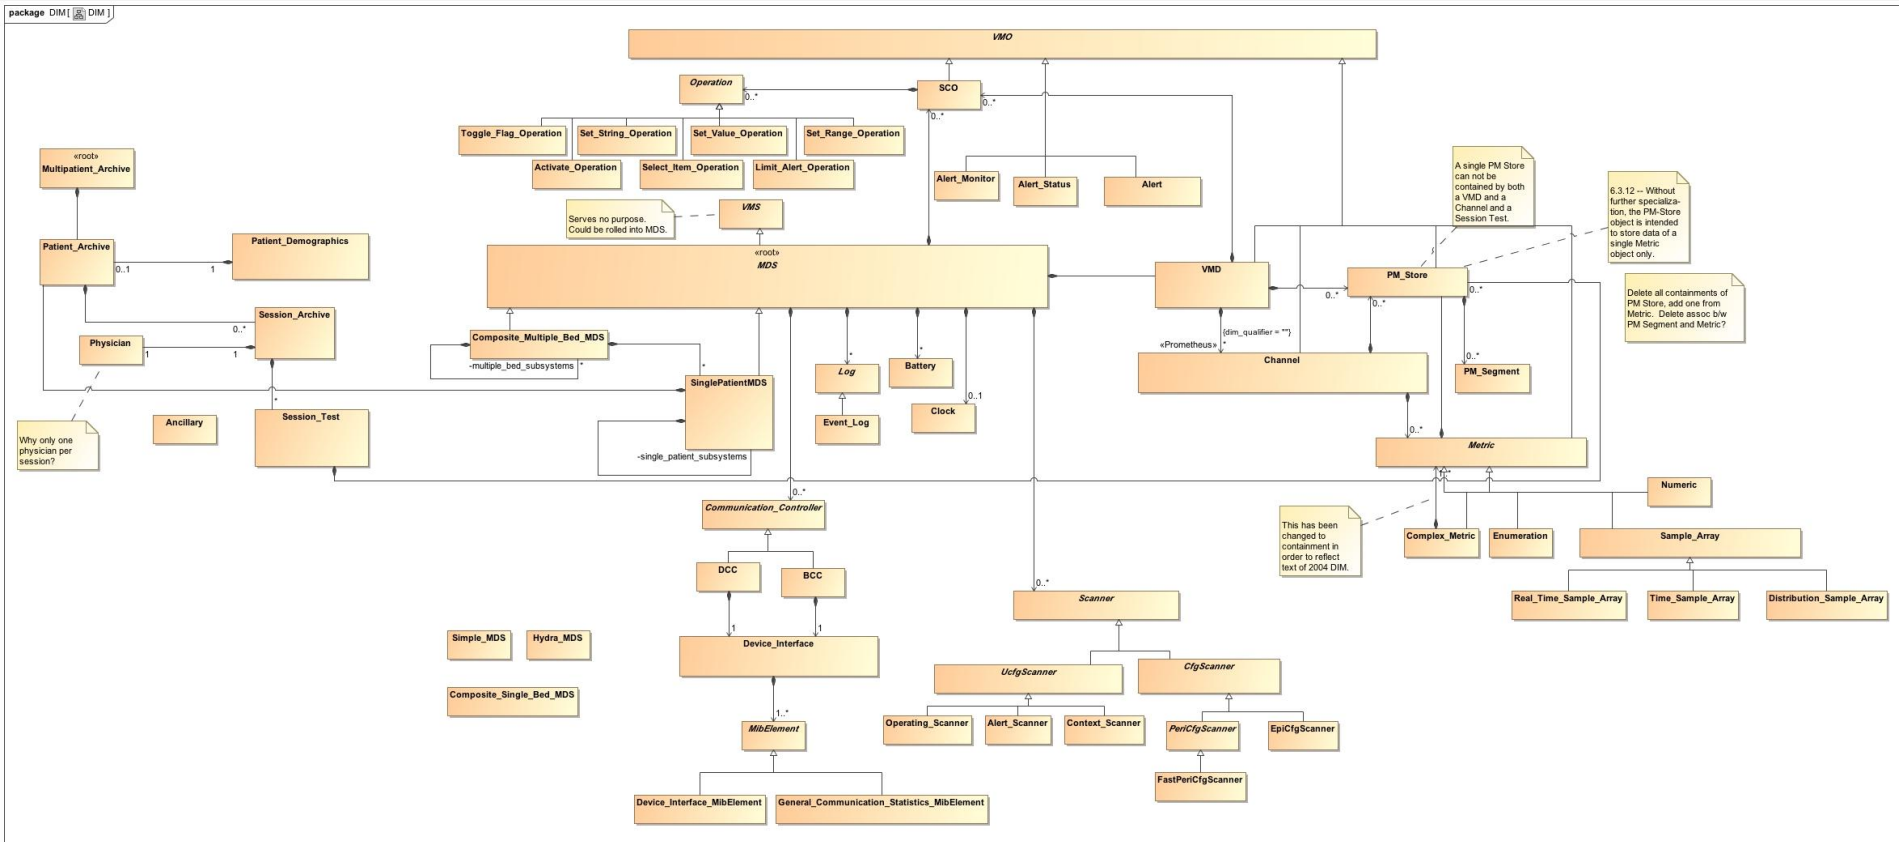 package DIM [ DIM ]
VMO
Operation
0..*
SCO
0..*
0..*
Toggle_Flag_Operation
Set_String_Operation
Set_Value_Operation
Set_Range_Operation
Activate_Operation
Select_Item_Operation
Limit_Alert_Operation
Alert_Monitor
Alert_Status
Alert
«root»
Multipatient_Archive
Patient_Archive
0..1
1
Patient_Demographics
Session_Archive
0..*
Physician
1
1
*
Session_Test
Ancillary
Why only one
physician per
session?
Serves no purpose.
Could be rolled into MDS.
VMS
«root»
MDS
Composite_Multiple_Bed_MDS
-multiple_bed_subsystems
*
*
SinglePatientMDS
-single_patient_subsystems
*
Log
Event_Log
*
Battery
0..1
Clock
VMD
0..*
PM_Store
0..*
0..*
{dim_qualifier = ""}
«Prometheus»
*
Channel
0..*
PM_Segment
0..*
Metric
A single PM Store
can not be
contained by both
a VMD and a
Channel and a
Session Test.
6.3.12 -- Without
further specializa-
tion, the PM-Store
object is intended
to store data of a
single Metric
object only.
Delete all containments of
PM Store, add one from
Metric. Delete assoc b/w
PM Segment and Metric?
Numeric
This has been
changed to
containment in
order to reflect
text of 2004 DIM.
Complex_Metric
Enumeration
Sample_Array
Real_Time_Sample_Array
Time_Sample_Array
Distribution_Sample_Array
0..*
Communication_Controller
DCC
BCC
1
1
Device_Interface
1..*
MibElement
Device_Interface_MibElement
General_Communication_Statistics_MibElement
Simple_MDS
Hydra_MDS
Composite_Single_Bed_MDS
0..*
Scanner
UcfgScanner
CfgScanner
Operating_Scanner
Alert_Scanner
Context_Scanner
PeriCfgScanner
EpiCfgScanner
FastPeriCfgScanner